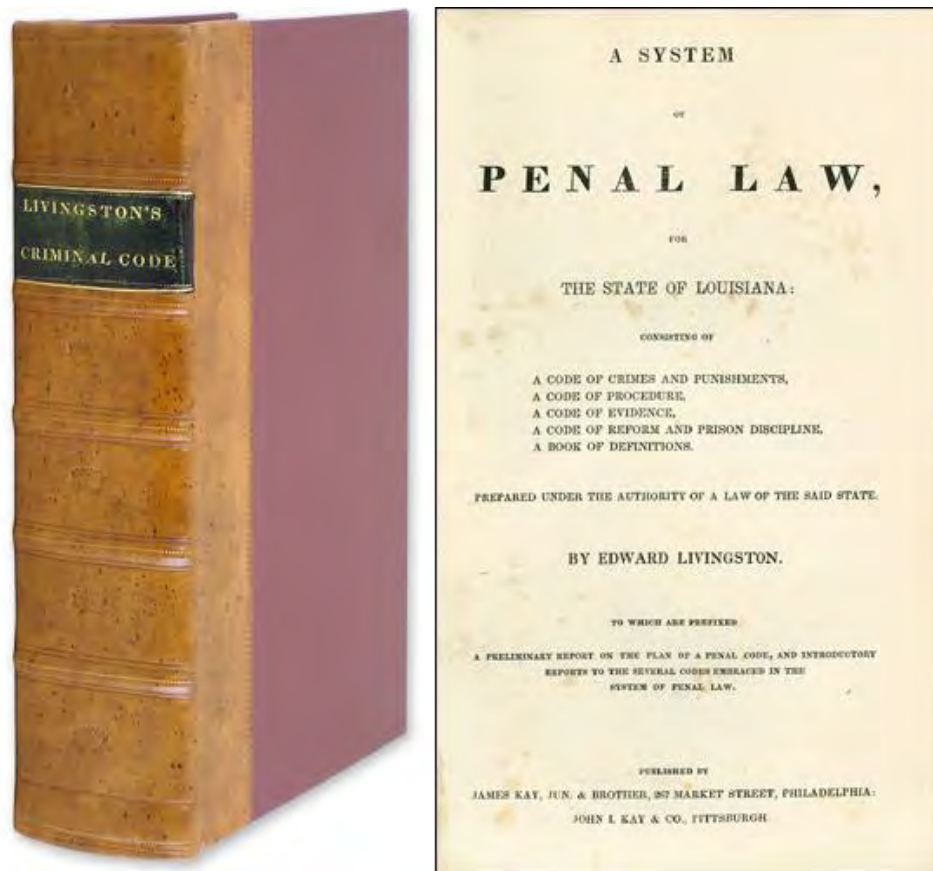 LIVINGSTON'S
CRIMINAL CODE
A SYSTEM
OF
PENAL LAW,
FOR
THE STATE OF LOUISIANA:
CONSISTING OF
A CODE OF CRIMES AND PUNISHMENTS,
A CODE OF PROCEDURE,
A CODE OF EVIDENCE,
A CODE OF REFORM AND PRISON DISCIPLINE,
A BOOK OF DEFINITIONS.
PREPARED UNDER THE AUTHORITY OF A LAW OF THE SAID STATE.
BY EDWARD LIVINGSTON.
TO WHICH ARE PREFIXED
A PRELIMINARY REPORT ON THE PLAN OF A PENAL CODE, AND INTRODUCTORY
REPORTS TO THE SEVERAL CODES EMBRACED IN THE
SYSTEM OF PENAL LAW.
PUBLISHED BY
JAMES KAY, JUN. & BROTHER, 267 MARKET STREET, PHILADELPHIA:
JOHN I. KAY & CO., PITTSBURGH